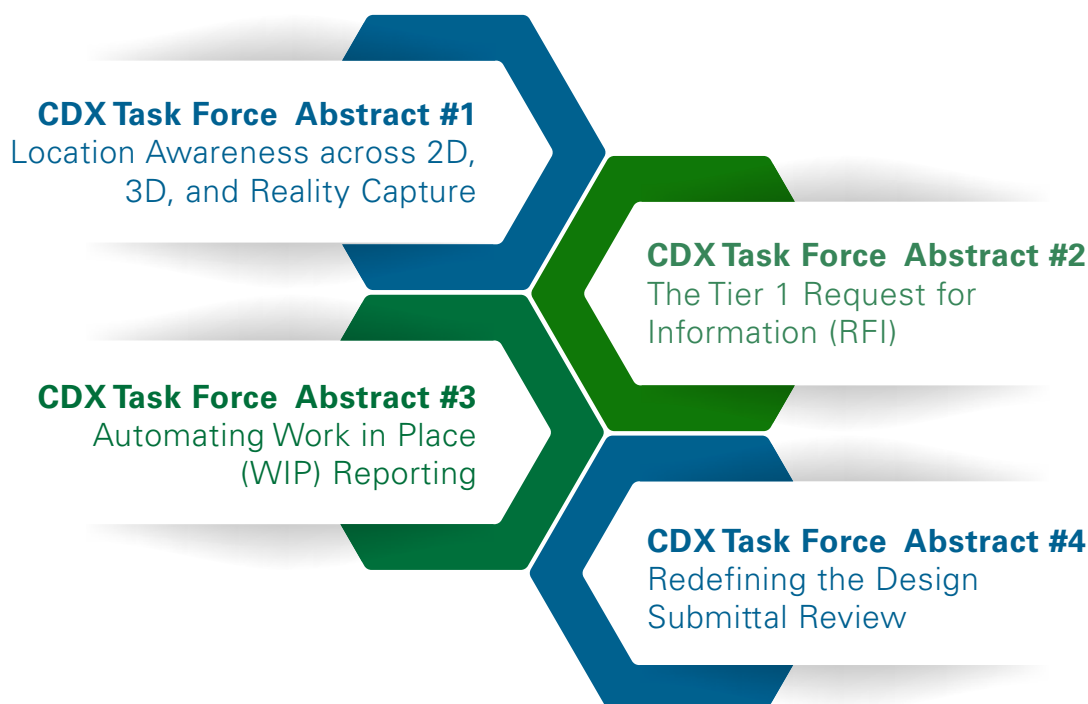 CDX Task Force Abstract #1
Location Awareness across 2D,
3D, and Reality Capture
CDX Task Force Abstract #2
The Tier 1 Request for
Information (RFI)
CDX Task Force Abstract #3
Automating Work in Place
(WIP) Reporting
CDX Task Force Abstract #4
Redefining the Design
Submittal Review